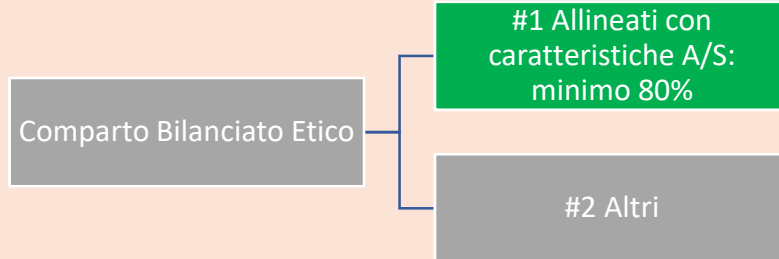 #1 Allineati con
caratteristiche A/S:
minimo 80%
Comparto Bilanciato Etico
#2 Altri